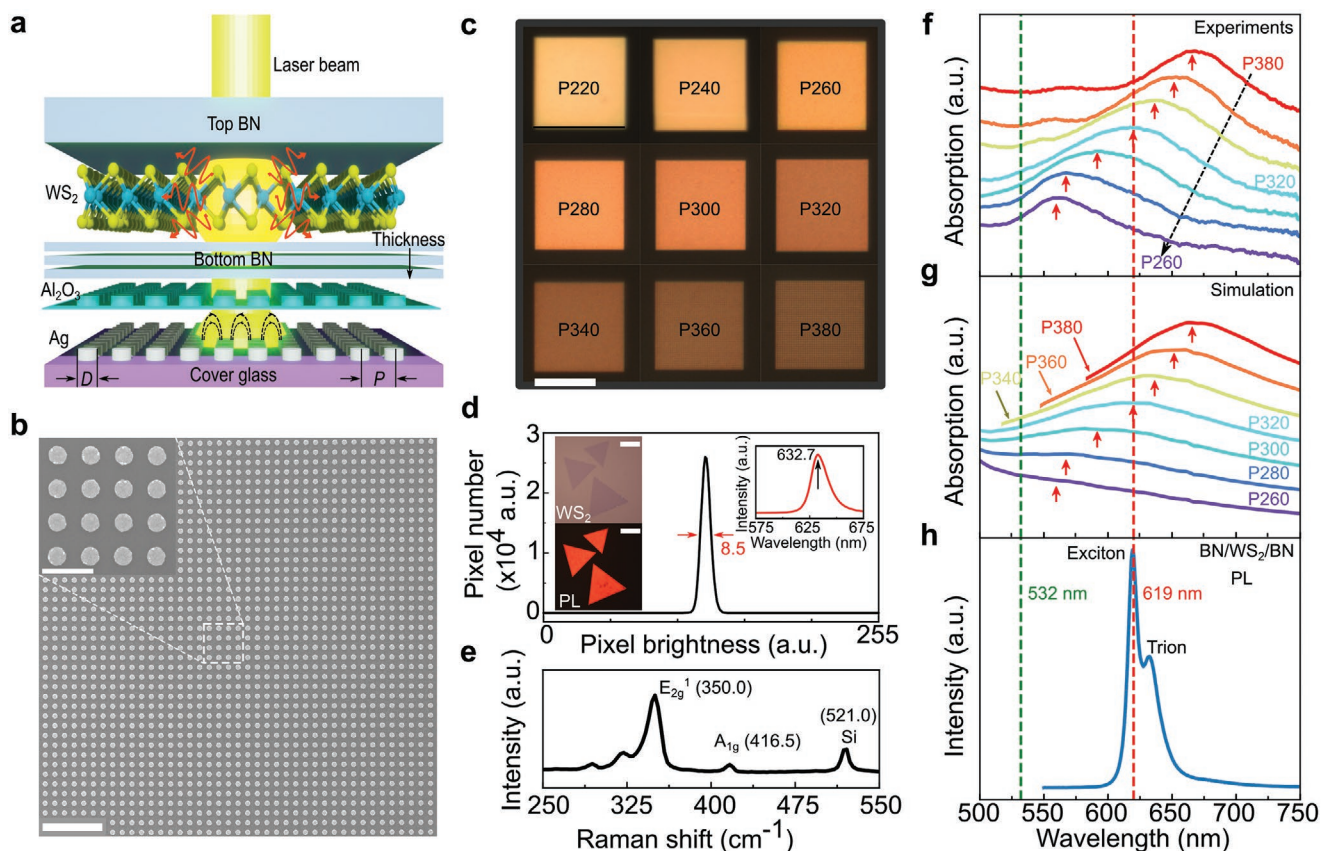 a
Laser beam
Top BN
WS2
Thickness
Bottom BN
Al2O3
Ag
D
Cover glass
P
b
c
P220
P240
P260
P280
P300
P320
P340
P360
P380
d
Pixel number
(x10^4 a.u.)
3
2
1
0
WS2
PL
8.5
632.7
Intensity (a.u.)
575
625
675
Wavelength (nm)
0
255
Pixel brightness (a.u.)
e
Intensity (a.u.)
E2g^1 (350.0)
A1g (416.5)
(521.0)
Si
250
325
400
475
550
Raman shift (cm^-1)
f
Experiments
Absorption (a.u.)
P380
P320
P260
g
Simulation
Absorption (a.u.)
P380
P360
P340
P320
P300
P280
P260
h
Exciton
BN/WS2/BN
PL
532 nm
619 nm
Trion
Intensity (a.u.)
500
550
600
650
700
750
Wavelength (nm)